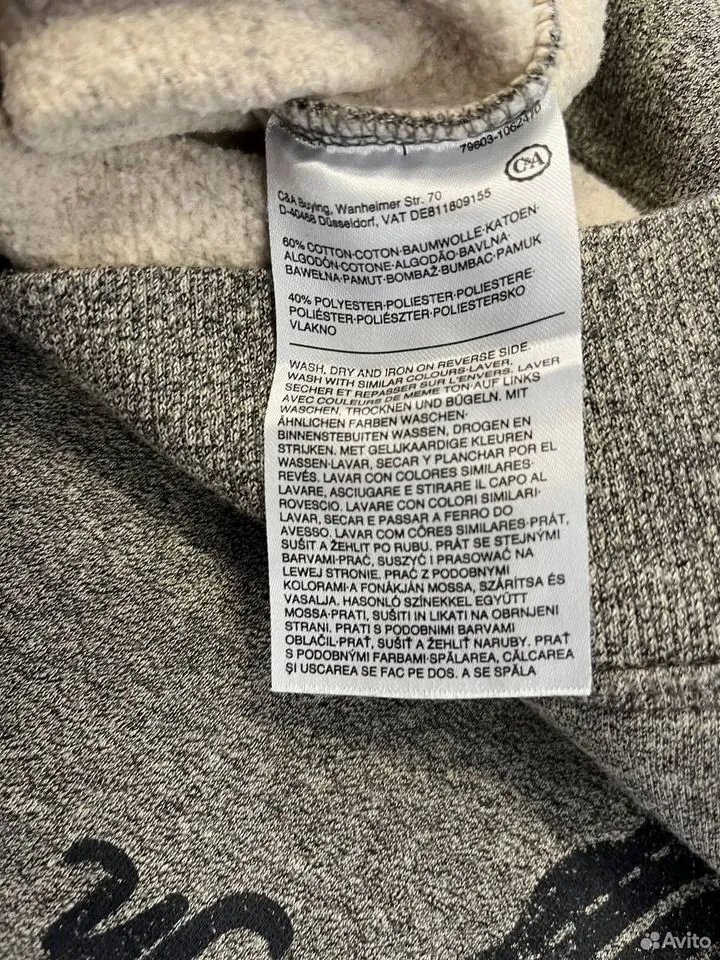 79603-1062470
C&A
C&A Buying, Wanheimer Str. 70
D-40468 Düsseldorf, VAT DE811809155
60% COTTON·COTON·BAUMWOLLE·KATOEN·
ALGODÓN·COTONE·ALGODÃO·BAVLNA·
BAWEŁNA·PAMUT·BOMBAŽ·BUMBAC·PAMUK
40% POLYESTER·POLIESTER·POLYESTERE·
POLIÉSTER·POLIÉSZTER·POLIESTERSKO
VLAKNO
WASH, DRY AND IRON ON REVERSE SIDE.
WASH WITH SIMILAR COLOURS·LAVER,
SECHER ET REPASSER SUR L'ENVERS. LAVER
AVEC COULEURS DE MEME TON·AUF LINKS
WASCHEN, TROCKNEN UND BÜGELN. MIT
ÄHNLICHEN FARBEN WASCHEN·
BINNENSTEBUITEN WASSEN, DROGEN EN
STRIJKEN. MET GELIJKAARDIGE KLEUREN
WASSEN·LAVAR, SECAR Y PLANCHAR POR EL
REVÉS. LAVAR CON COLORES SIMILARES·
LAVARE, ASCIUGARE E STIRARE IL CAPO AL
ROVESCIO. LAVARE CON COLORI SIMILARI·
LAVAR, SECAR E PASSAR A FERRO DO
AVESSO. LAVAR COM CÔRES SIMILARES·PRÁT,
SUŠIT A ŽEHLIT PO RUBU. PRÁT SE STEJNÝMI
BARVAMI·PRAĆ, SUSZYĆ I PRASOWAĆ NA
LEWEJ STRONIE. PRAĆ Z PODOBNYMI
KOLORAMI·A FONÁKJÁN MOSSA, SZÁRÍTSA ÉS
VASALJA. HASONLÓ SZÍNEKKEL EGYÜTT
MOSSA·PRATI, SUŠITI IN LIKATI NA OBRNJENI
STRANI. PRATI S PODOBNIMI BARVAMI
OBLAČIL·PRAŤ, SUŠIŤ A ŽEHLIŤ NARUBY. PRAŤ
S PODOBNÝMI FARBAMI·SPĂLAREA, CĂLCAREA
ȘI USCAREA SE FAC PE DOS. A SE SPĂLA
Avito